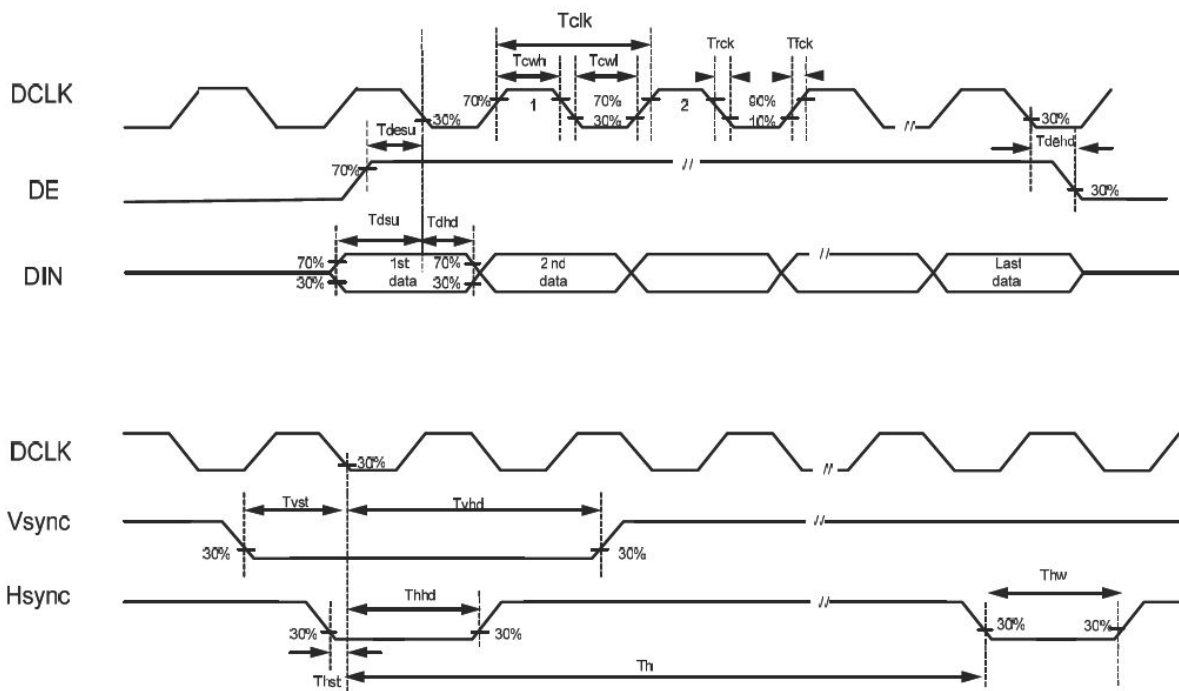 Tclk
Tcwh Tcwl Trck Tfck
DCLK 70% 1 70% 2 90%
30% 30% 10% 30%
Tdesu Tdehd
70%
DE 30%
Tdsu Tdhd
70% 1st 70% 2 nd Last
DIN
30% data 30% data data
DCLK 30%
Tvst Tvhd
Vsync
30% 30%
Hsync Thhd Thw
30% 30% 30% 30%
Thst Th